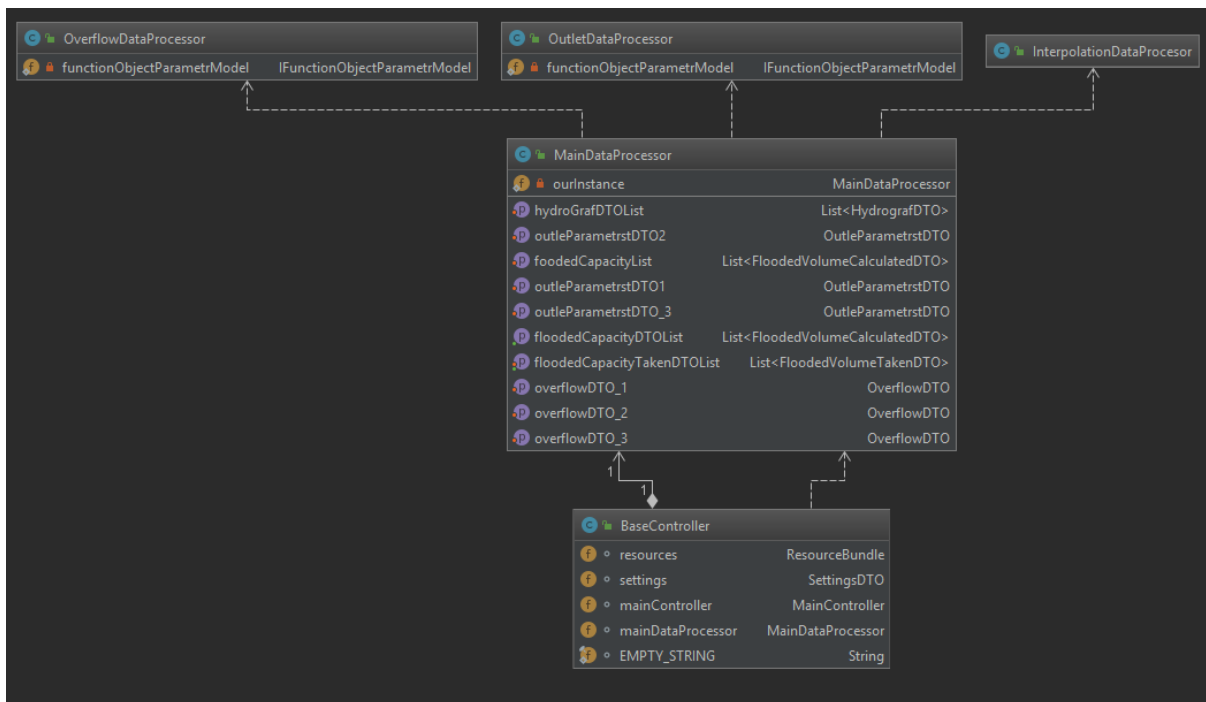 OverflowDataProcessor
functionObjectParametrModel IFunctionObjectParametrModel
OutletDataProcessor
functionObjectParametrModel IFunctionObjectParametrModel
InterpolationDataProcesor
MainDataProcessor
ourInstance MainDataProcessor
hydroGrafDTOList List<HydrografDTO>
outleParametrstDTO2 OutleParametrstDTO
foodedCapacityList List<FloodedVolumeCalculatedDTO>
outleParametrstDTO1 OutleParametrstDTO
outleParametrstDTO_3 OutleParametrstDTO
floodedCapacityDTOList List<FloodedVolumeCalculatedDTO>
floodedCapacityTakenDTOList List<FloodedVolumeTakenDTO>
overflowDTO_1 OverflowDTO
overflowDTO_2 OverflowDTO
overflowDTO_3 OverflowDTO
1
1
BaseController
resources ResourceBundle
settings SettingsDTO
mainController MainController
mainDataProcessor MainDataProcessor
EMPTY_STRING String